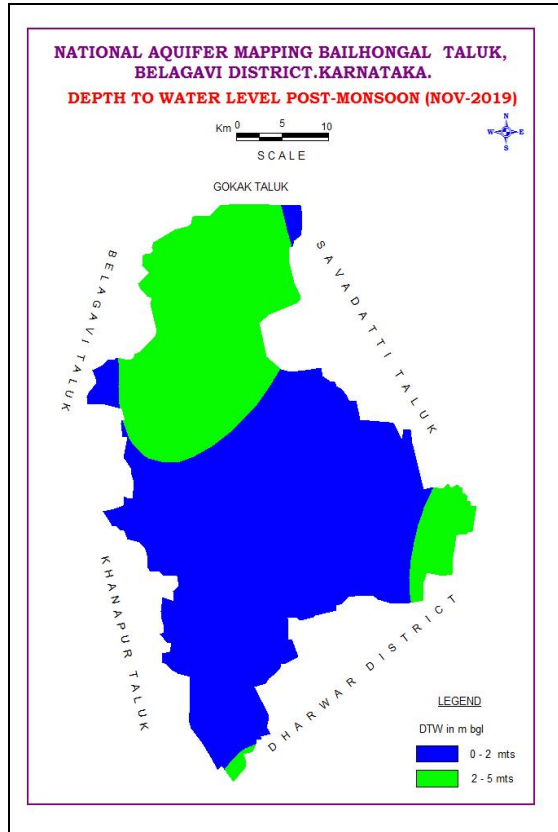 NATIONAL AQUIFER MAPPING BAILHONGAL TALUK,
BELAGAVI DISTRICT.KARNATAKA.
DEPTH TO WATER LEVEL POST-MONSOON (NOV-2019)
Km 0 5 10
SCALE
N
W E
S
GOKAK TALUK
BELAGAVI TALUK
SAVADATTI TALUK
KHANAPUR TALUK
DHARWAR DISTRICT
LEGEND
DTW in m bgl
0 - 2 mts
2 - 5 mts